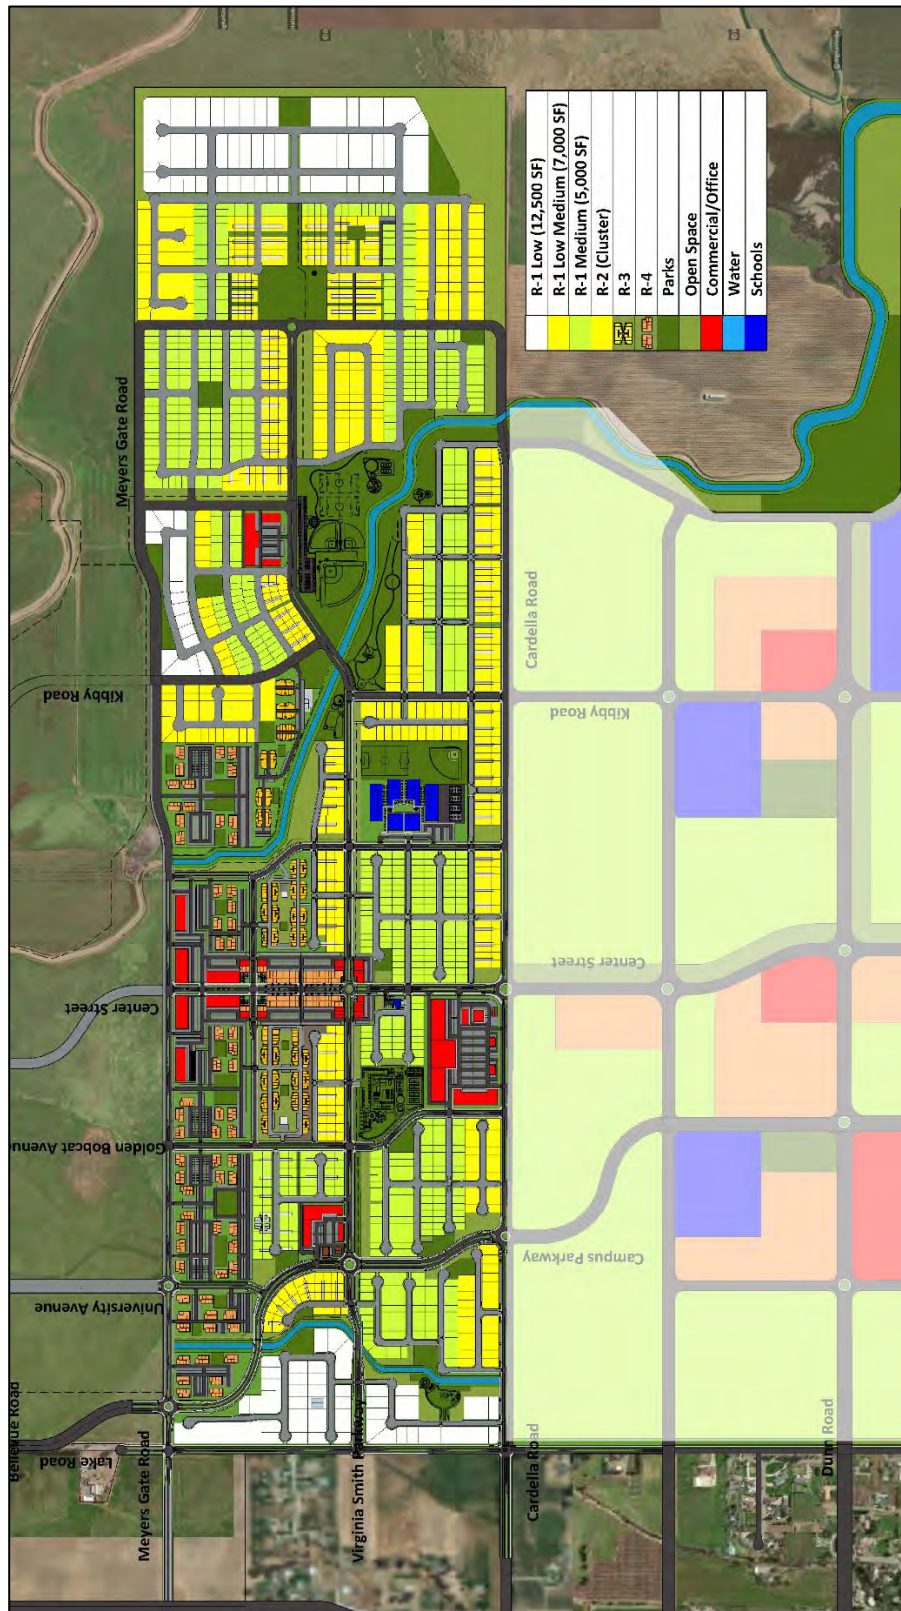 R-1 Low (12,500 SF)
R-1 Low Medium (7,000 SF)
R-1 Medium (5,000 SF)
R-2 (Cluster)
R-3
R-4
Parks
Open Space
Commercial/Office
Water
Schools
Meyers Gate Road
Kibby Road
Center Street
Golden Bobcat Avenue
University Avenue
Bellevue Road
Lake Road
Meyers Gate Road
Virginia Smith Parkway
Cardella Road
Dunn Road
Cardella Road
Kibby Road
Center Street
Campus Parkway